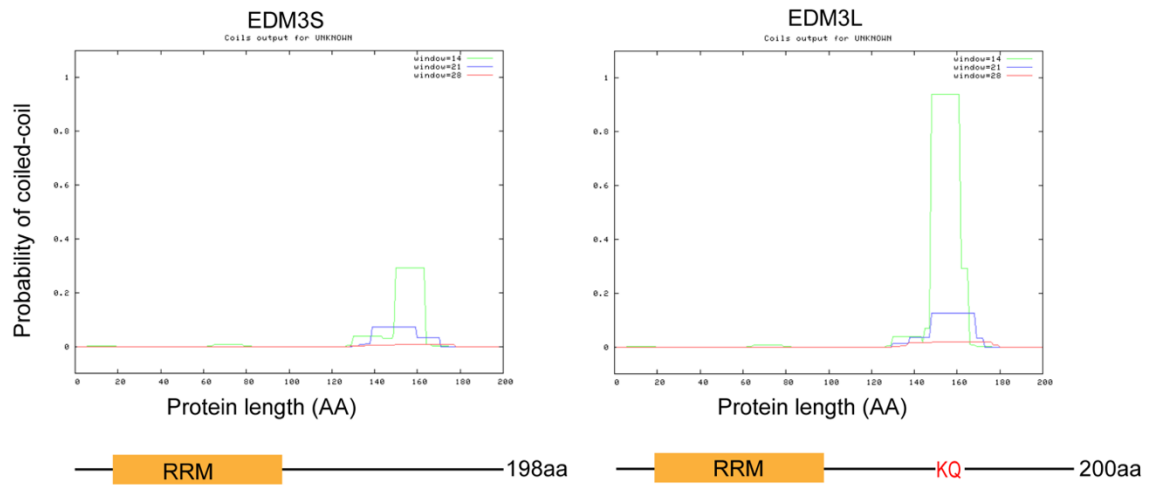 EDM3S
Coils output for UNKNOWN
window=14
window=21
window=28
1
0.8
0.6
0.4
0.2
0
0 20 40 60 80 100 120 140 160 180 200
Probability of coiled-coil
Protein length (AA)
RRM
198aa
EDM3L
Coils output for UNKNOWN
window=14
window=21
window=28
1
0.8
0.6
0.4
0.2
0
0 20 40 60 80 100 120 140 160 180 200
Protein length (AA)
RRM
KQ
200aa